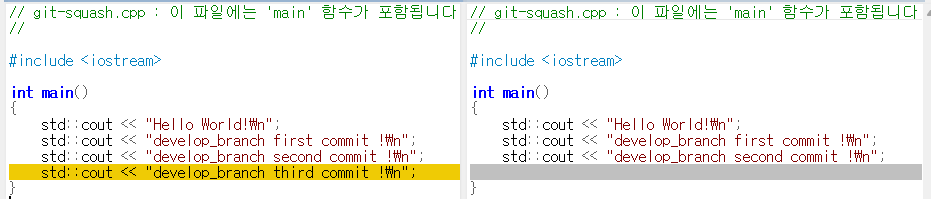 // git-squash.cpp : 이 파일에는 'main' 함수가 포함됩니다
//
#include <iostream>
int main()
{
    std::cout << "Hello World!₩n";
    std::cout << "develop_branch first commit !₩n";
    std::cout << "develop_branch second commit !₩n";
    std::cout << "develop_branch third commit !₩n";
}
// git-squash.cpp : 이 파일에는 'main' 함수가 포함됩니다
//
#include <iostream>
int main()
{
    std::cout << "Hello World!₩n";
    std::cout << "develop_branch first commit !₩n";
    std::cout << "develop_branch second commit !₩n";
}